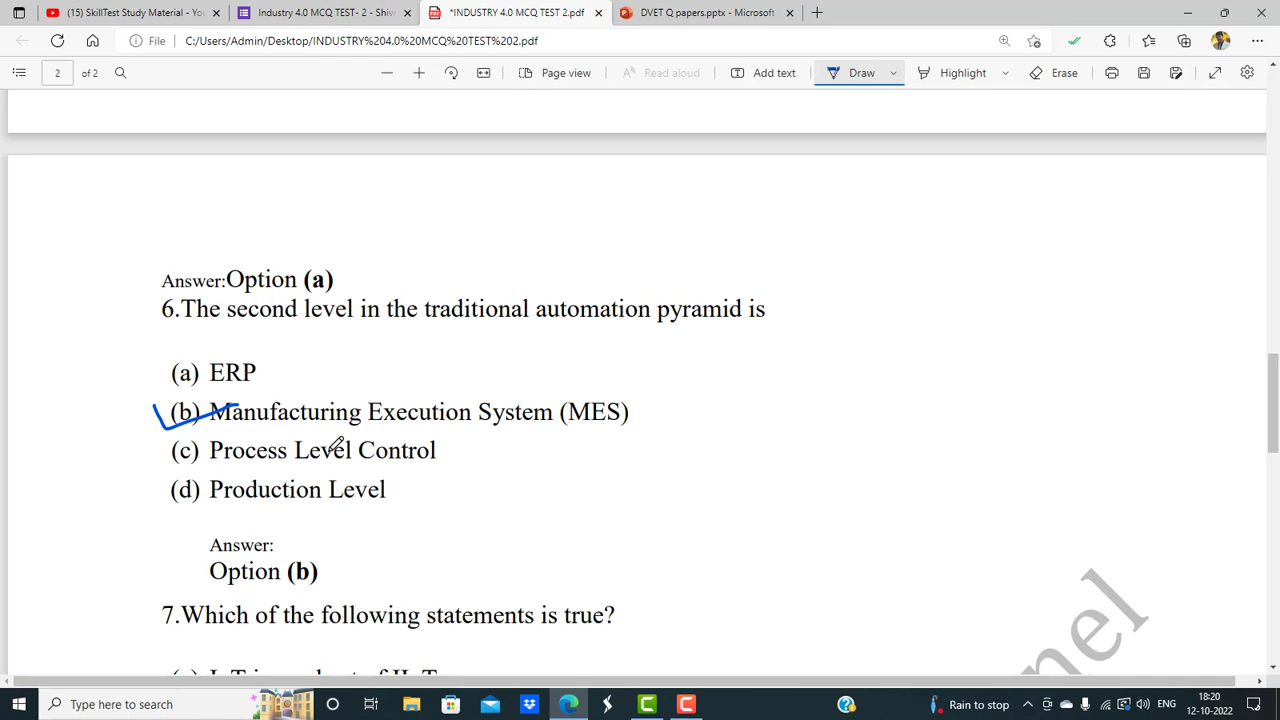 (15) SkillTest Study Material - You
Industry 4.0 MCQ TEST- 2 - Shiv
*INDUSTRY 4.0 MCQ TEST 2.pdf
DVET Q papers.pptx - Microsoft
File
C:/Users/Admin/Desktop/INDUSTRY%204.0%20MCQ%20TEST%202.pdf
2 of 2
Page view
Read aloud
Add text
Draw
Highlight
Erase
Answer:Option (a)
6.The second level in the traditional automation pyramid is
(a) ERP
(b) Manufacturing Execution System (MES)
(c) Process Level Control
(d) Production Level
Answer:
Option (b)
7.Which of the following statements is true?
nel
Type here to search
Rain to stop
ENG
18:20
12-10-2022